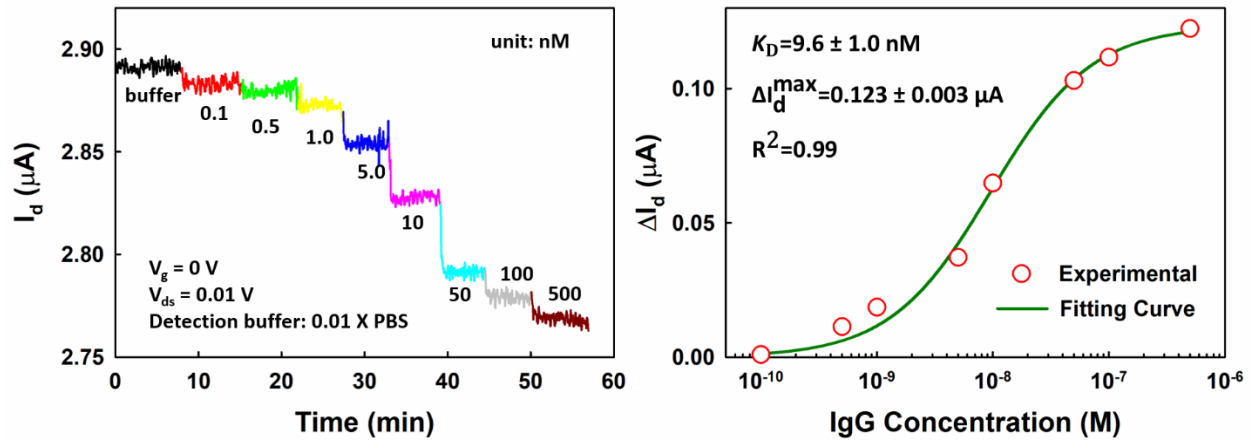 unit: nM
2.90
2.85
2.80
2.75
I_d (μA)
buffer
0.1
0.5
1.0
5.0
10
50
100
500
V_g = 0 V
V_ds = 0.01 V
Detection buffer: 0.01 X PBS
0 10 20 30 40 50 60
Time (min)
K_D=9.6 ± 1.0 nM
ΔI_d^max=0.123 ± 0.003 μA
R^2=0.99
0.10
0.05
0.00
ΔI_d (μA)
Experimental
Fitting Curve
10^-10 10^-9 10^-8 10^-7 10^-6
IgG Concentration (M)